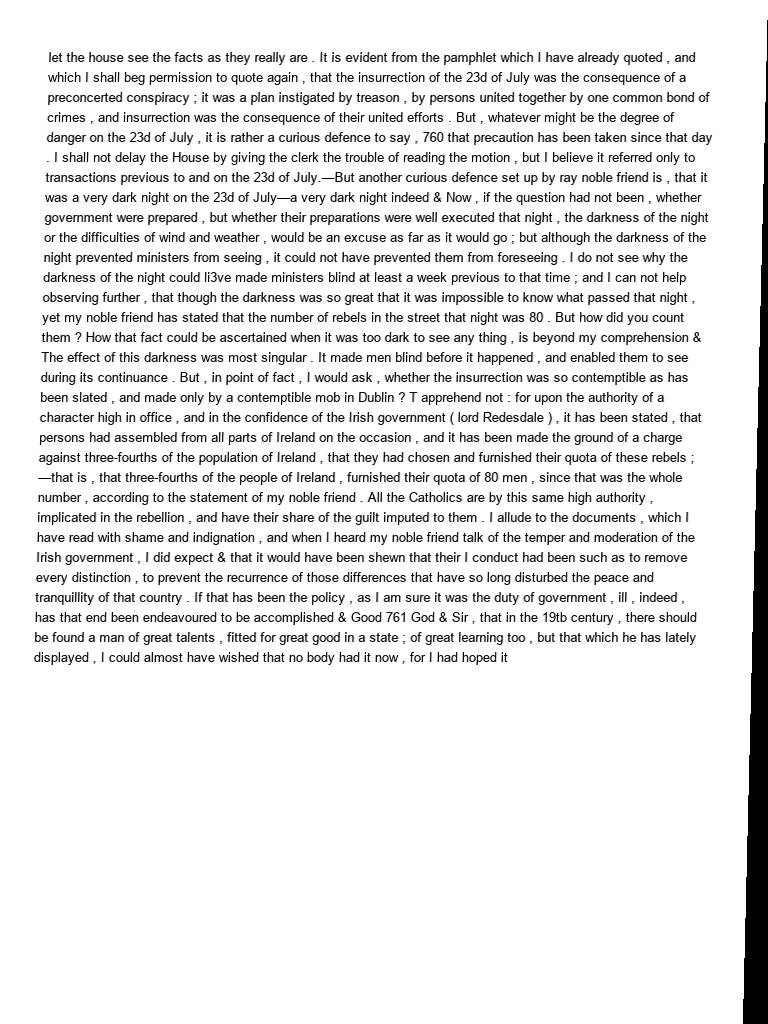 let the house see the facts as they really are . It is evident from the pamphlet which I have already quoted , and
which I shall beg permission to quote again , that the insurrection of the 23d of July was the consequence of a
preconcerted conspiracy ; it was a plan instigated by treason , by persons united together by one common bond of
crimes , and insurrection was the consequence of their united efforts . But , whatever might be the degree of
danger on the 23d of July , it is rather a curious defence to say , 760 that precaution has been taken since that day
. I shall not delay the House by giving the clerk the trouble of reading the motion , but I believe it referred only to
transactions previous to and on the 23d of July.—But another curious defence set up by ray noble friend is , that it
was a very dark night on the 23d of July—a very dark night indeed & Now , if the question had not been , whether
government were prepared , but whether their preparations were well executed that night , the darkness of the night
or the difficulties of wind and weather , would be an excuse as far as it would go ; but although the darkness of the
night prevented ministers from seeing , it could not have prevented them from foreseeing . I do not see why the
darkness of the night could li3ve made ministers blind at least a week previous to that time ; and I can not help
observing further , that though the darkness was so great that it was impossible to know what passed that night ,
yet my noble friend has stated that the number of rebels in the street that night was 80 . But how did you count
them ? How that fact could be ascertained when it was too dark to see any thing , is beyond my comprehension &
The effect of this darkness was most singular . It made men blind before it happened , and enabled them to see
during its continuance . But , in point of fact , I would ask , whether the insurrection was so contemptible as has
been slated , and made only by a contemptible mob in Dublin ? T apprehend not : for upon the authority of a
character high in office , and in the confidence of the Irish government ( lord Redesdale ) , it has been stated , that
persons had assembled from all parts of Ireland on the occasion , and it has been made the ground of a charge
against three-fourths of the population of Ireland , that they had chosen and furnished their quota of these rebels ;
—that is , that three-fourths of the people of Ireland , furnished their quota of 80 men , since that was the whole
number , according to the statement of my noble friend . All the Catholics are by this same high authority ,
implicated in the rebellion , and have their share of the guilt imputed to them . I allude to the documents , which I
have read with shame and indignation , and when I heard my noble friend talk of the temper and moderation of the
Irish government , I did expect & that it would have been shewn that their I conduct had been such as to remove
every distinction , to prevent the recurrence of those differences that have so long disturbed the peace and
tranquillity of that country . If that has been the policy , as I am sure it was the duty of government , ill , indeed ,
has that end been endeavoured to be accomplished & Good 761 God & Sir , that in the 19tb century , there should
be found a man of great talents , fitted for great good in a state ; of great learning too , but that which he has lately
displayed , I could almost have wished that no body had it now , for I had hoped it